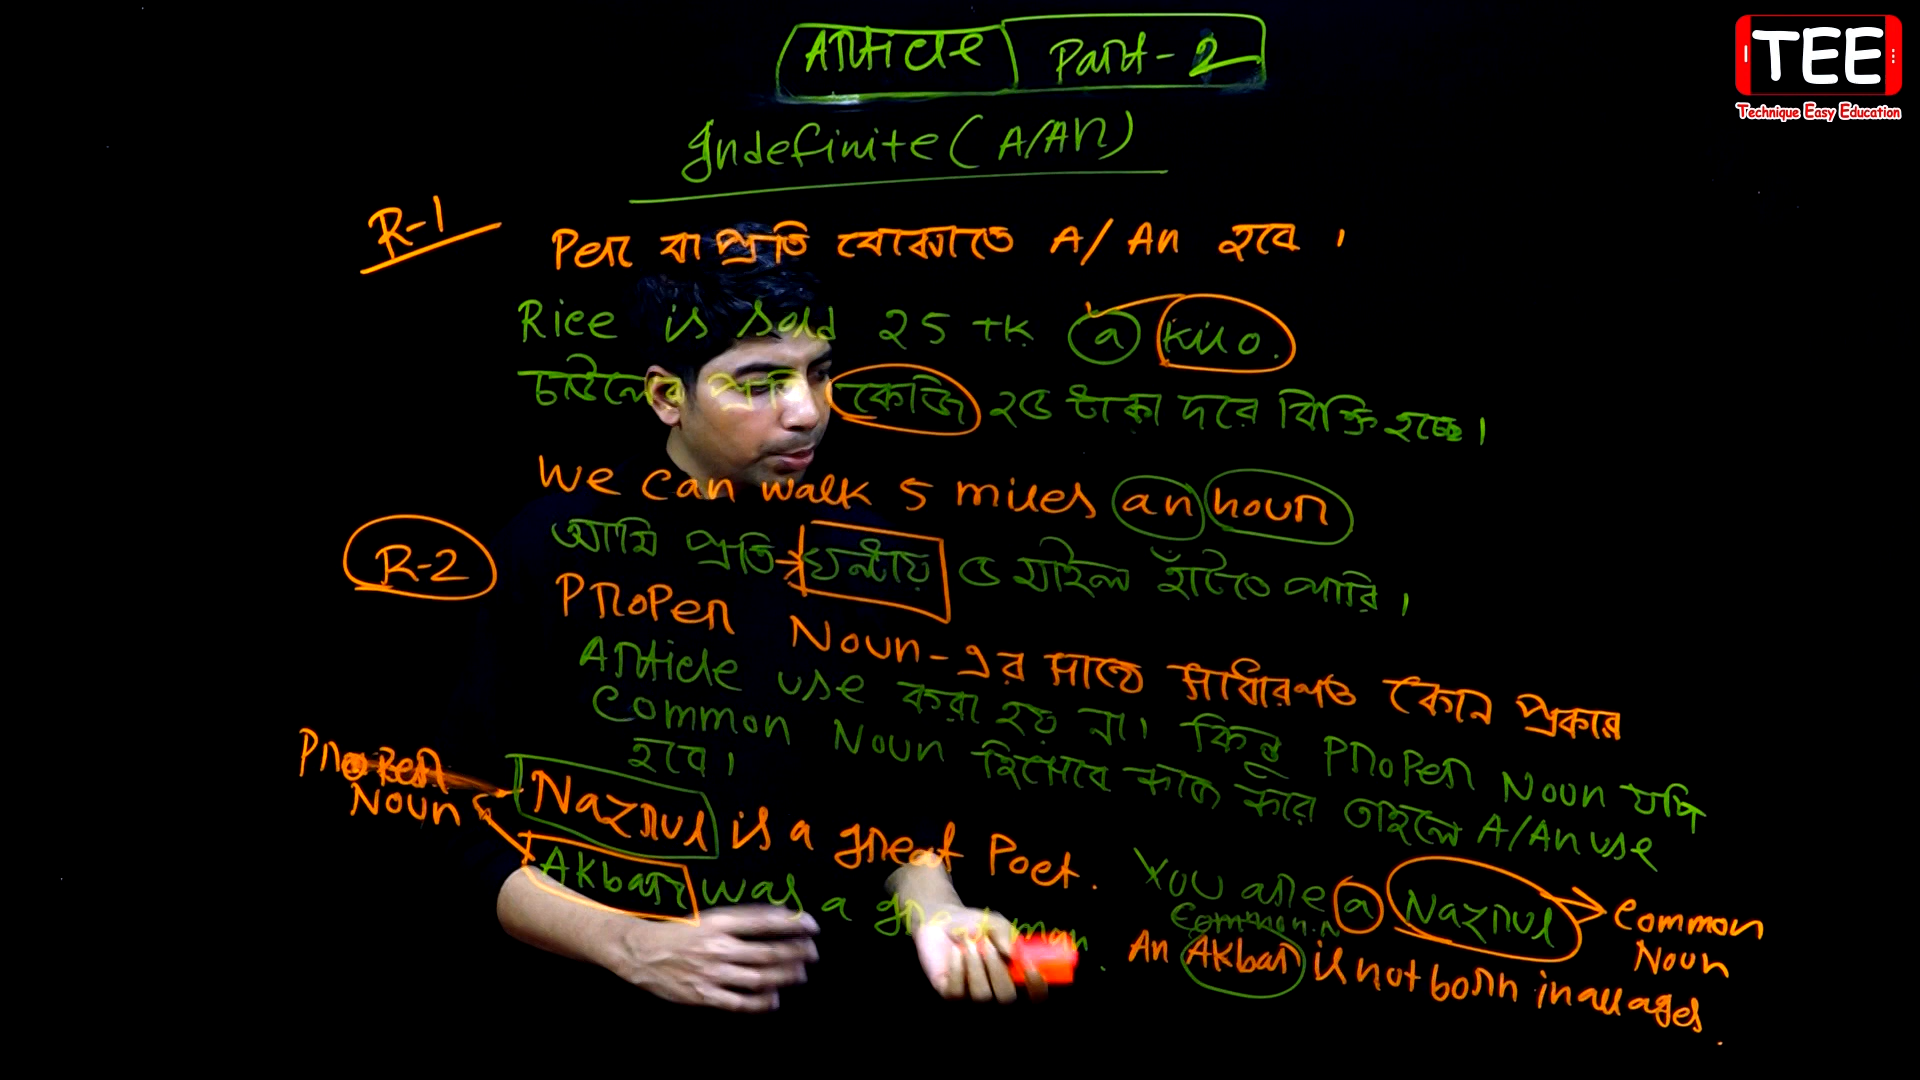 Article Part-2
TEE
Technique Easy Education
Indefinite (A/An)
R-1
Per বা প্রতি বোঝাতে A/An হবে।
Rice is sold 25 tk a kilo.
চাউলের প্রতি কেজি ২৫ টাকা দরে বিক্রি হচ্ছে।
We can walk 5 miles an hour
আমি প্রতি ঘন্টায় ৫ মাইল হাঁটতে পারি।
R-2
Proper Noun-এর সাথে সাধারণত কোন প্রকার
Article use করা হয় না। কিন্তু Proper Noun যদি
Common Noun হিসেবে কাজ করে তাহলে A/An use
হবে।
Proper
Noun
Nazrul is a great Poet.
Akbar was a great man.
You are a Nazrul
Common
Noun
Common.N
An Akbar is not born in all ages.